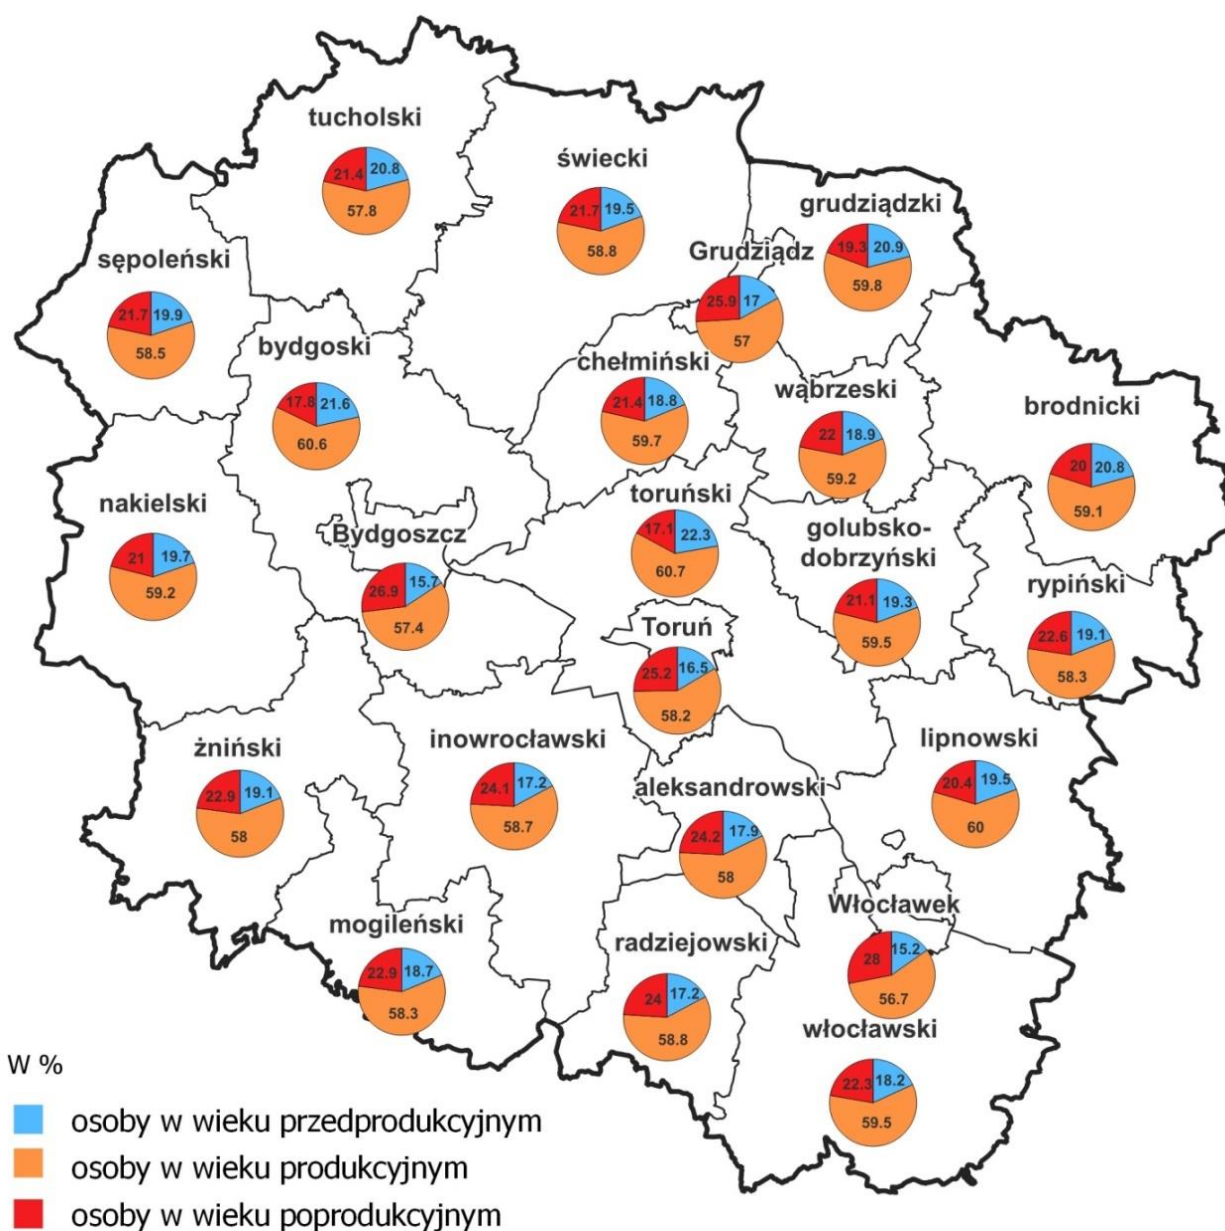 tucholski
21.4 20.8
57.8
świecki
21.7 19.5
58.8
grudziądzki
19.3 20.9
59.8
Grudziądz
25.9 17
57
sępoleński
21.7 19.9
58.5
bydgoski
17.8 21.6
60.6
chełmiński
21.4 18.8
59.7
wąbrzeski
22 18.9
59.2
brodnicki
20 20.8
59.1
nakielski
21 19.7
59.2
Bydgoszcz
26.9 15.7
57.4
toruński
17.1 22.3
60.7
golubsko-
dobrzyński
21.1 19.3
59.5
rypiński
22.6 19.1
58.3
Toruń
25.2 16.5
58.2
żniński
22.9 19.1
58
inowrocławski
24.1 17.2
58.7
aleksandrowski
24.2 17.9
58
lipnowski
20.4 19.5
60
mogileński
22.9 18.7
58.3
radziejowski
24 17.2
58.8
Włocławek
28 15.2
56.7
włocławski
22.3 18.2
59.5
W %
osoby w wieku przedprodukcyjnym
osoby w wieku produkcyjnym
osoby w wieku poprodukcyjnym